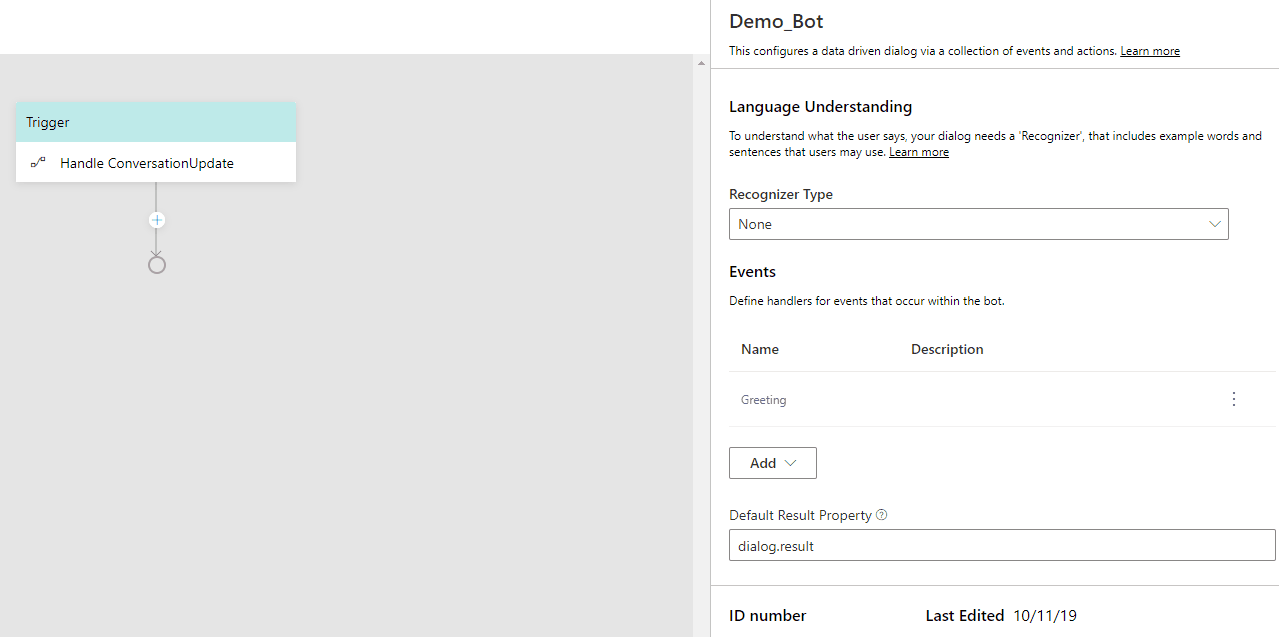 Trigger
Handle ConversationUpdate
Demo_Bot
This configures a data driven dialog via a collection of events and actions. Learn more
Language Understanding
To understand what the user says, your dialog needs a 'Recognizer', that includes example words and
sentences that users may use. Learn more
Recognizer Type
None
Events
Define handlers for events that occur within the bot.
Name Description
Greeting
Add
Default Result Property
dialog.result
ID number Last Edited 10/11/19